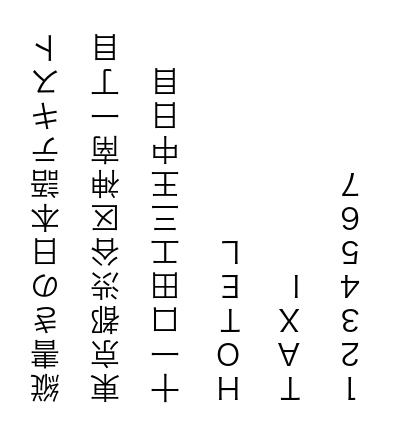 縦書きの日本語テキスト
東京都渋谷区神南一丁目
十一口田工三王中日目
HOTEL
TAXI
1234567